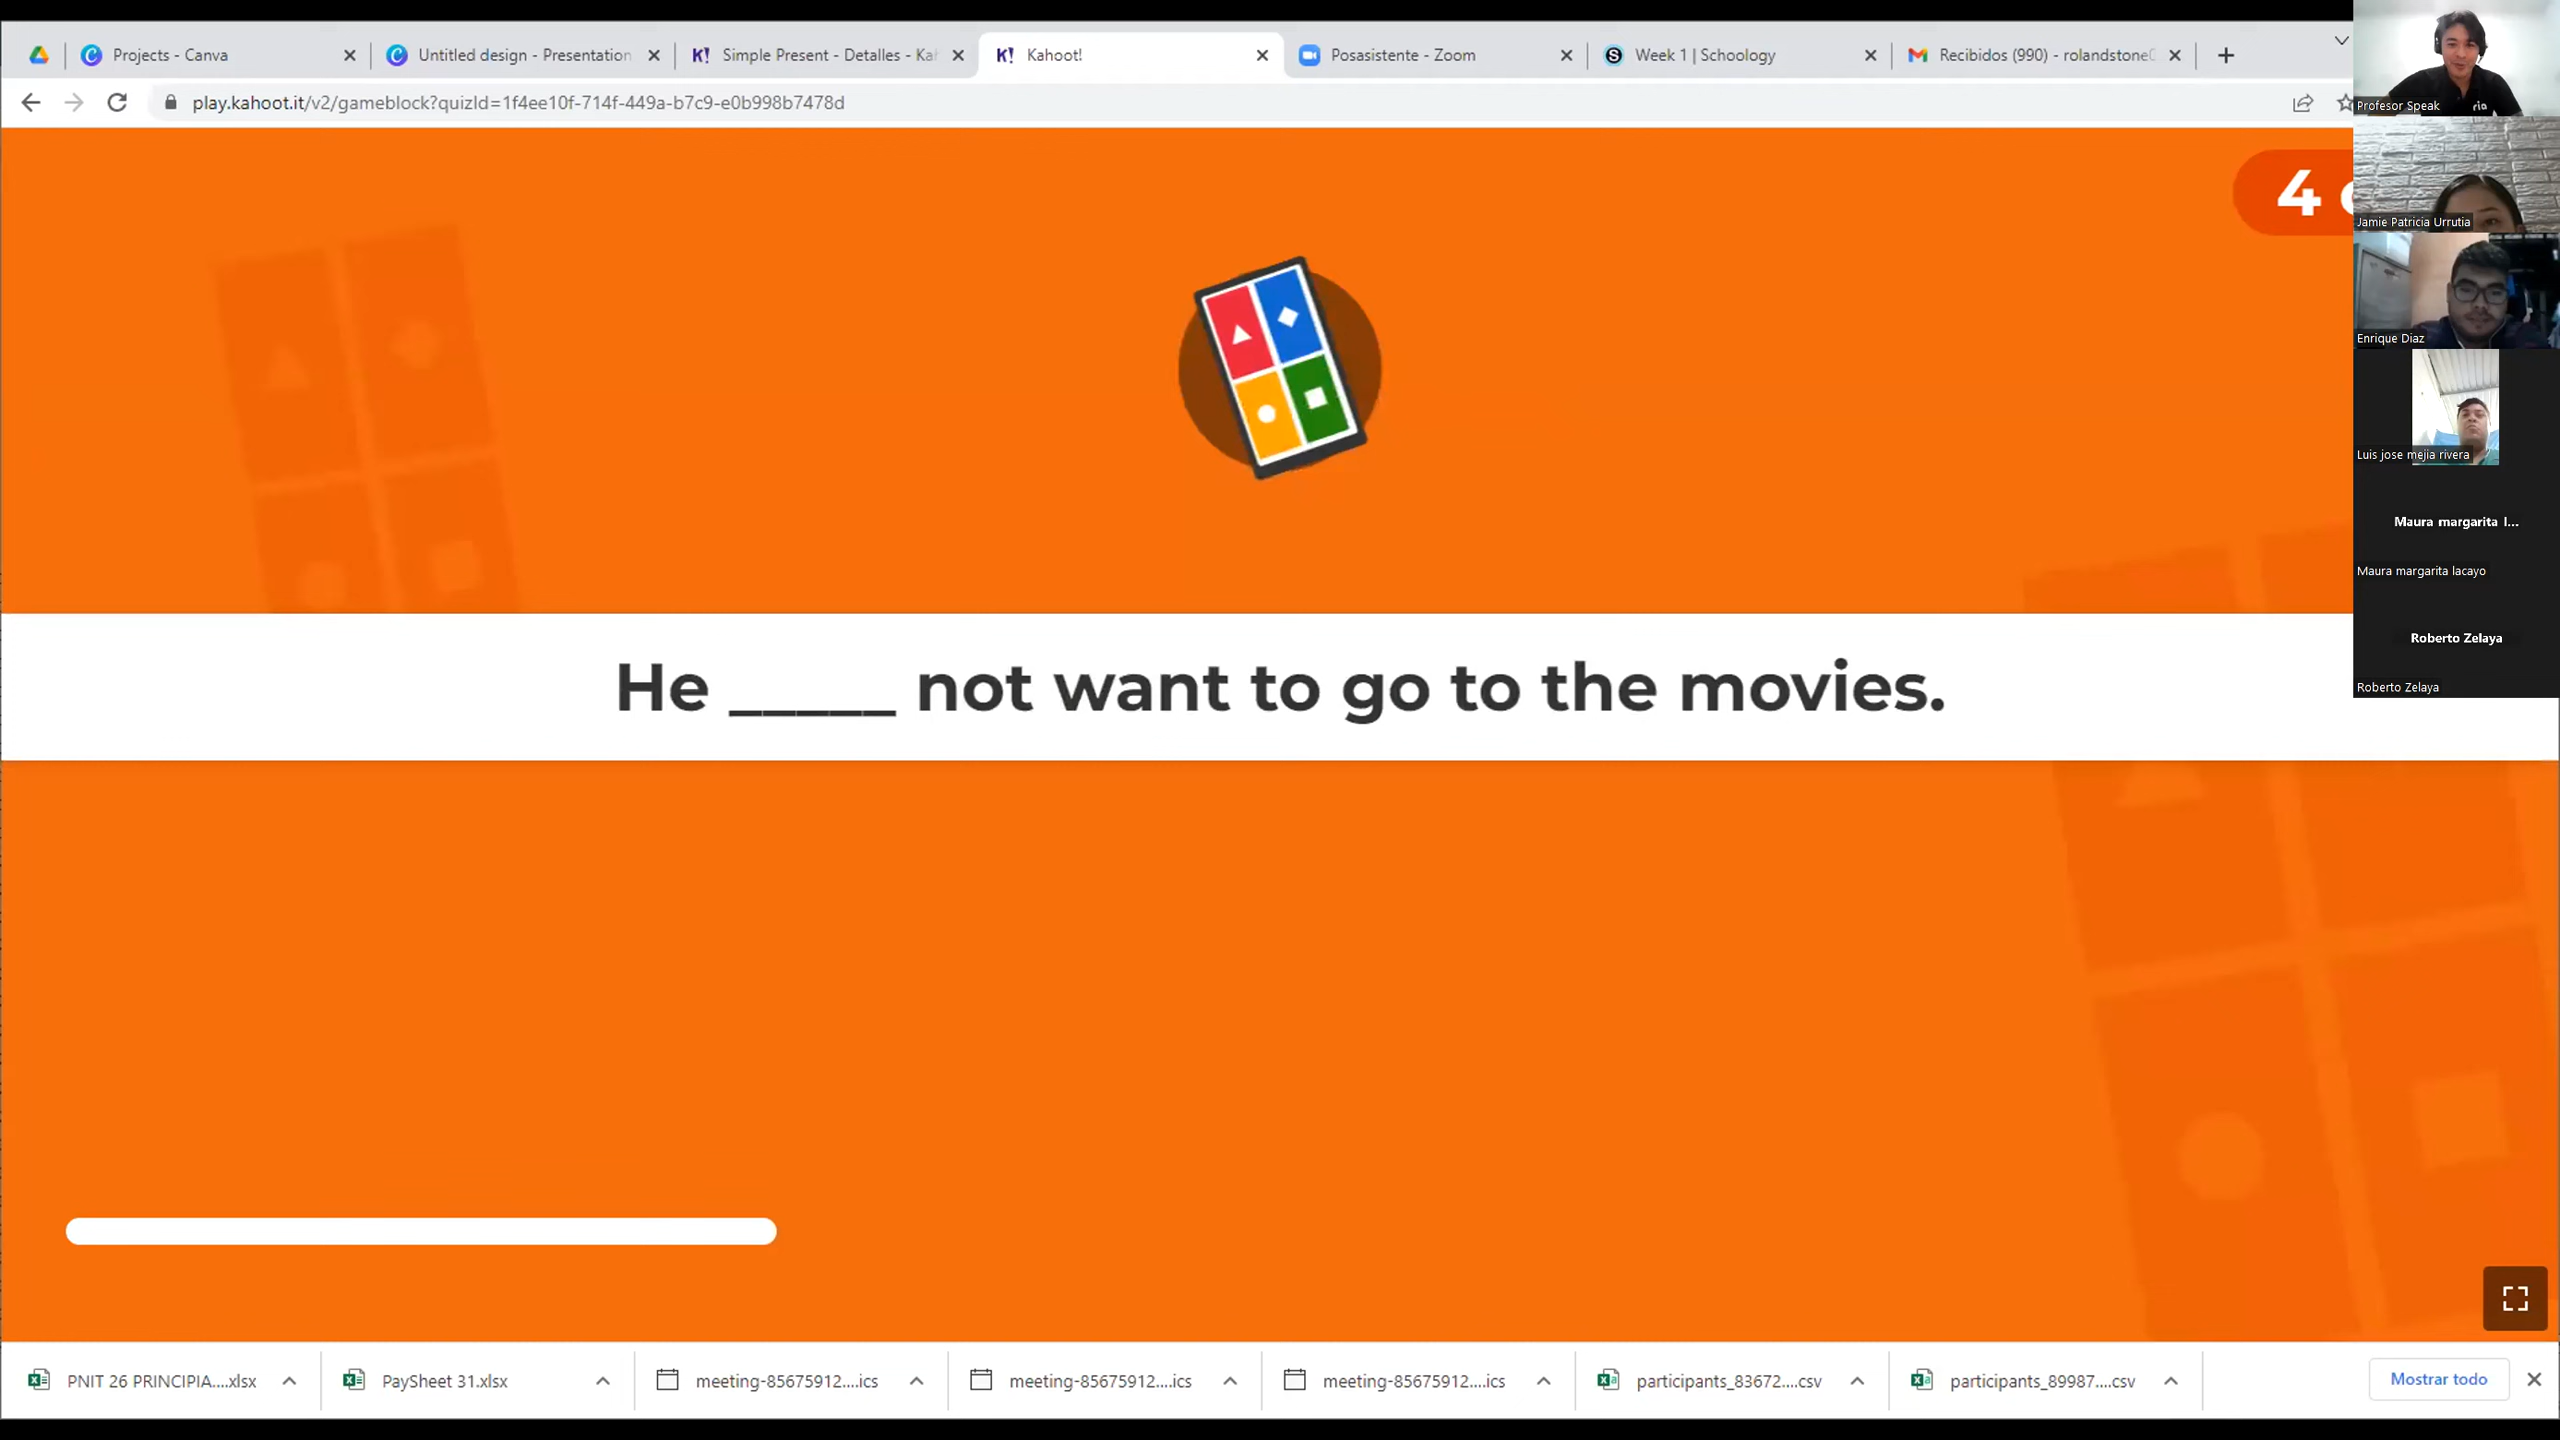 Projects - Canva
Untitled design - Presentation
K! Simple Present - Detalles - Kah
K! Kahoot!
Posasistente - Zoom
Week 1 | Schoology
Recibidos (990) - rolandstone
play.kahoot.it/v2/gameblock?quizId=1f4ee10f-714f-449a-b7c9-e0b998b7478d
4
Profesor Speak
ria
Jamie Patricia Urrutia
Enrique Diaz
Luis jose mejia rivera
Maura margarita l...
Maura margarita lacayo
Roberto Zelaya
Roberto Zelaya
He _____ not want to go to the movies.
PNIT 26 PRINCIPIA....xlsx
PaySheet 31.xlsx
meeting-85675912....ics
meeting-85675912....ics
meeting-85675912....ics
participants_83672....csv
participants_89987....csv
Mostrar todo